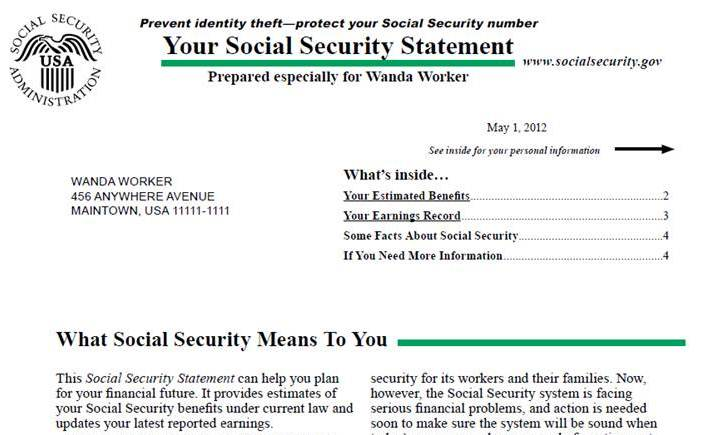 SOCIAL SECURITY ADMINISTRATION
USA
Prevent identity theft—protect your Social Security number
Your Social Security Statement
www.socialsecurity.gov
Prepared especially for Wanda Worker
May 1, 2012
See inside for your personal information
WANDA WORKER
456 ANYWHERE AVENUE
MAINTOWN, USA 11111-1111
What's inside…
Your Estimated Benefits....................2
Your Earnings Record....................3
Some Facts About Social Security....................4
If You Need More Information....................4
What Social Security Means To You
This Social Security Statement can help you plan
for your financial future. It provides estimates of
your Social Security benefits under current law and
updates your latest reported earnings.
security for its workers and their families. Now,
however, the Social Security system is facing
serious financial problems, and action is needed
soon to make sure the system will be sound when